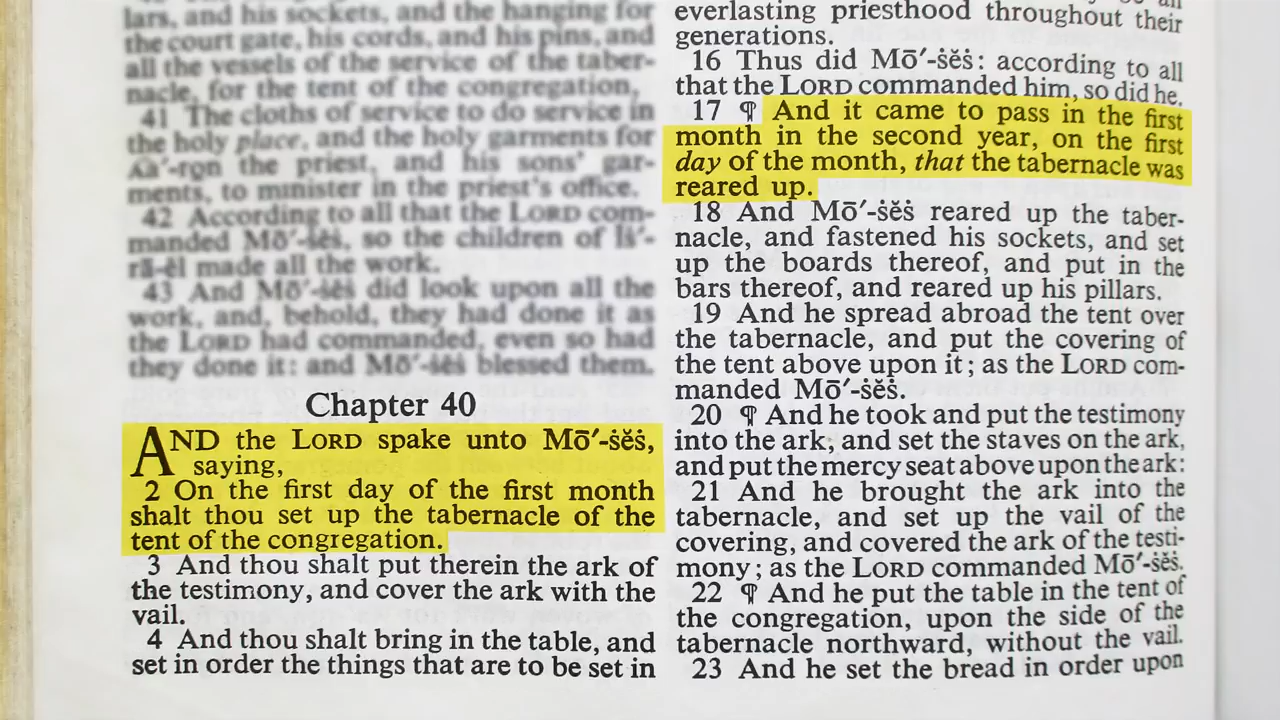 lars, and his sockets, and the hanging for
the court gate, his cords, and his pins, and
all the vessels of the service of the taber-
nacle, for the tent of the congregation,
41 The cloths of service to do service in
the holy place, and the holy garments for
Aâr´-ọn the priest, and his sons' gar-
ments, to minister in the priest's office.
42 According to all that the LORD com-
manded Mō´-ṡĕṡ, so the children of Ĭṡ´-
rā-ĕl made all the work.
43 And Mō´-ṡĕṡ did look upon all the
work, and, behold, they had done it as
the LORD had commanded, even so had
they done it: and Mō´-ṡĕṡ blessed them.
Chapter 40
AND the LORD spake unto Mō´-ṡĕṡ,
saying,
2 On the first day of the first month
shalt thou set up the tabernacle of the
tent of the congregation.
3 And thou shalt put therein the ark of
the testimony, and cover the ark with the
vail.
4 And thou shalt bring in the table, and
set in order the things that are to be set in
everlasting priesthood throughout their
generations.
16 Thus did Mō´-ṡĕṡ: according to all
that the LORD commanded him, so did he.
17 ¶ And it came to pass in the first
month in the second year, on the first
day of the month, that the tabernacle was
reared up.
18 And Mō´-ṡĕṡ reared up the taber-
nacle, and fastened his sockets, and set
up the boards thereof, and put in the
bars thereof, and reared up his pillars.
19 And he spread abroad the tent over
the tabernacle, and put the covering of
the tent above upon it; as the LORD com-
manded Mō´-ṡĕṡ.
20 ¶ And he took and put the testimony
into the ark, and set the staves on the ark,
and put the mercy seat above upon the ark:
21 And he brought the ark into the
tabernacle, and set up the vail of the
covering, and covered the ark of the testi-
mony; as the LORD commanded Mō´-ṡĕṡ.
22 ¶ And he put the table in the tent of
the congregation, upon the side of the
tabernacle northward, without the vail.
23 And he set the bread in order upon